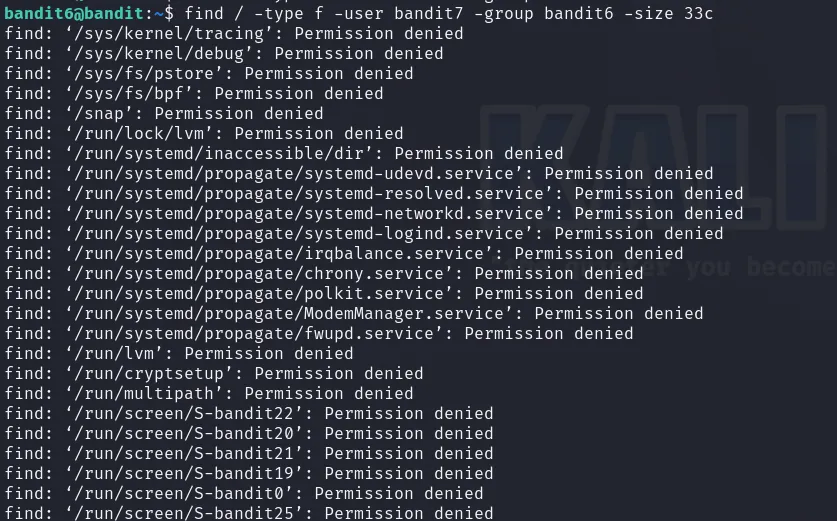 bandit6@bandit:~$ find / -type f -user bandit7 -group bandit6 -size 33c
find: ‘/sys/kernel/tracing’: Permission denied
find: ‘/sys/kernel/debug’: Permission denied
find: ‘/sys/fs/pstore’: Permission denied
find: ‘/sys/fs/bpf’: Permission denied
find: ‘/snap’: Permission denied
find: ‘/run/lock/lvm’: Permission denied
find: ‘/run/systemd/inaccessible/dir’: Permission denied
find: ‘/run/systemd/propagate/systemd-udevd.service’: Permission denied
find: ‘/run/systemd/propagate/systemd-resolved.service’: Permission denied
find: ‘/run/systemd/propagate/systemd-networkd.service’: Permission denied
find: ‘/run/systemd/propagate/systemd-logind.service’: Permission denied
find: ‘/run/systemd/propagate/irqbalance.service’: Permission denied
find: ‘/run/systemd/propagate/chrony.service’: Permission denied
find: ‘/run/systemd/propagate/polkit.service’: Permission denied
find: ‘/run/systemd/propagate/ModemManager.service’: Permission denied
find: ‘/run/systemd/propagate/fwupd.service’: Permission denied
find: ‘/run/lvm’: Permission denied
find: ‘/run/cryptsetup’: Permission denied
find: ‘/run/multipath’: Permission denied
find: ‘/run/screen/S-bandit22’: Permission denied
find: ‘/run/screen/S-bandit20’: Permission denied
find: ‘/run/screen/S-bandit21’: Permission denied
find: ‘/run/screen/S-bandit19’: Permission denied
find: ‘/run/screen/S-bandit0’: Permission denied
find: ‘/run/screen/S-bandit25’: Permission denied
KALI
you become